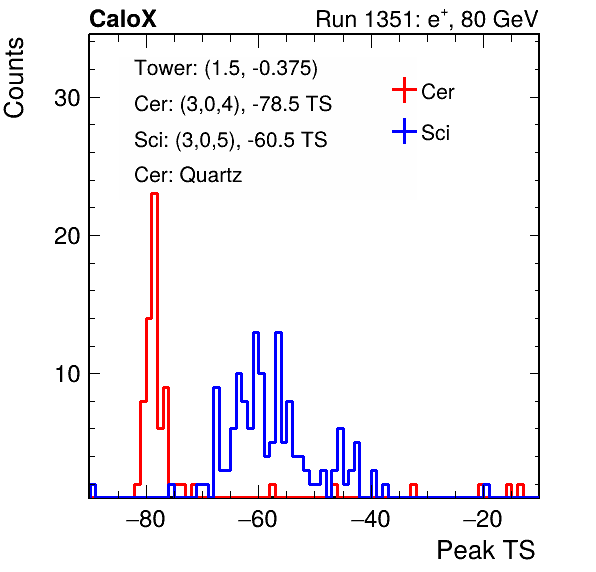 CaloX Run 1351: e⁺, 80 GeV
Counts
Tower: (1.5, -0.375)
Cer: (3,0,4), -78.5 TS
Sci: (3,0,5), -60.5 TS
Cer: Quartz
Cer
Sci
30
20
10
−80 −60 −40 −20
Peak TS